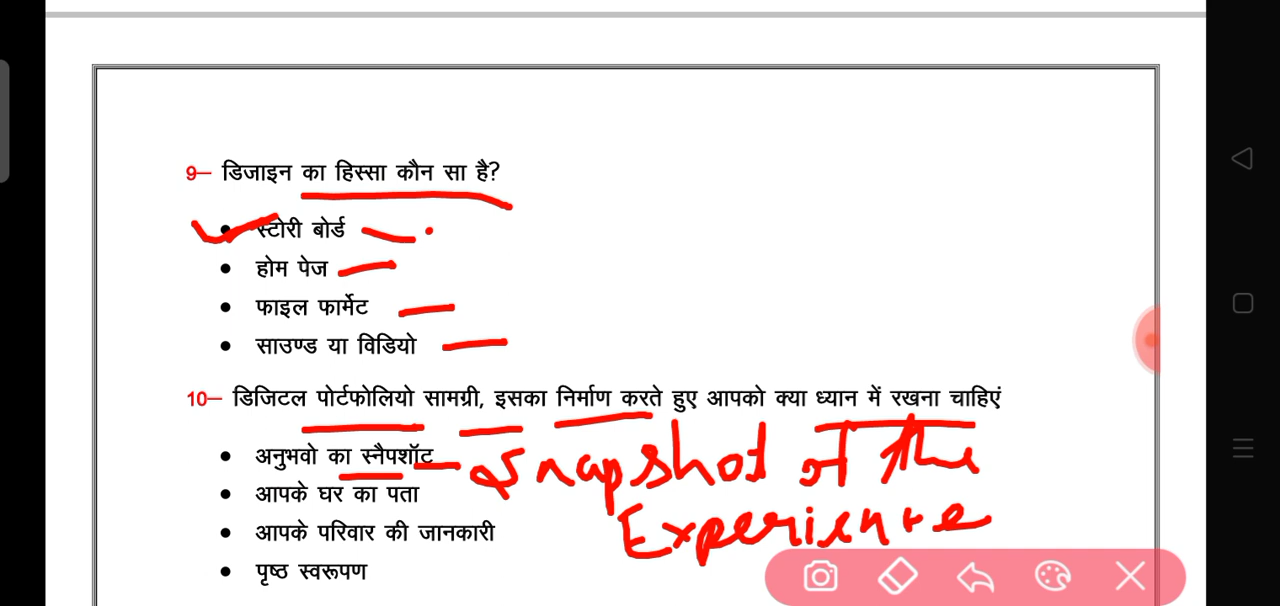 9– डिजाइन का हिस्सा कौन सा है?
• स्टोरी बोर्ड
• होम पेज
• फाइल फार्मेट
• साउण्ड या विडियो
10– डिजिटल पोर्टफोलियो सामग्री, इसका निर्माण करते हुए आपको क्या ध्यान में रखना चाहिएं
• अनुभवो का स्नैपशॉट Snapshot of the
• आपके घर का पता
• आपके परिवार की जानकारी Experience
• पृष्ठ स्वरूपण